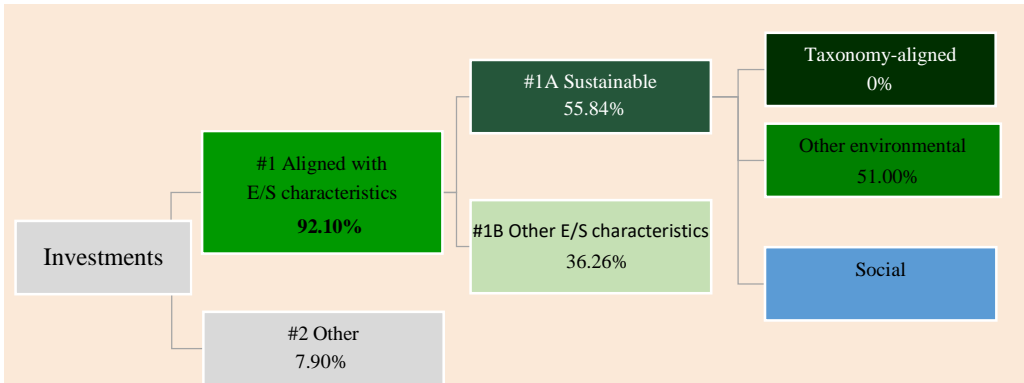 Investments
#1 Aligned with
E/S characteristics
92.10%
#2 Other
7.90%
#1A Sustainable
55.84%
#1B Other E/S characteristics
36.26%
Taxonomy-aligned
0%
Other environmental
51.00%
Social